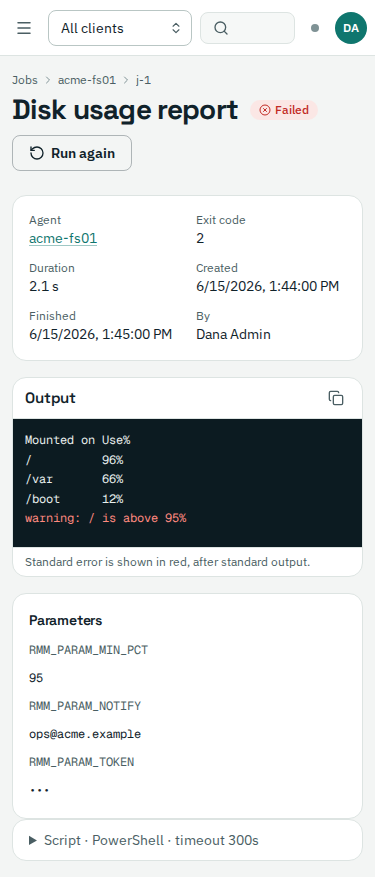 All clients
DA
Jobs > acme-fs01 > j-1
Disk usage report
Failed
Run again
Agent
acme-fs01
Exit code
2
Duration
2.1 s
Created
6/15/2026, 1:44:00 PM
Finished
6/15/2026, 1:45:00 PM
By
Dana Admin
Output
Mounted on Use%
/ 96%
/var 66%
/boot 12%
warning: / is above 95%
Standard error is shown in red, after standard output.
Parameters
RMM_PARAM_MIN_PCT
95
RMM_PARAM_NOTIFY
ops@acme.example
RMM_PARAM_TOKEN
•••
Script · PowerShell · timeout 300s